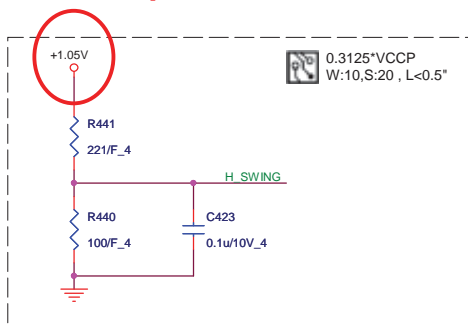 +1.05V
0.3125*VCCP
W:10,S:20 , L<0.5"
R441
221/F_4
H_SWING
R440
100/F_4
C423
0.1u/10V_4